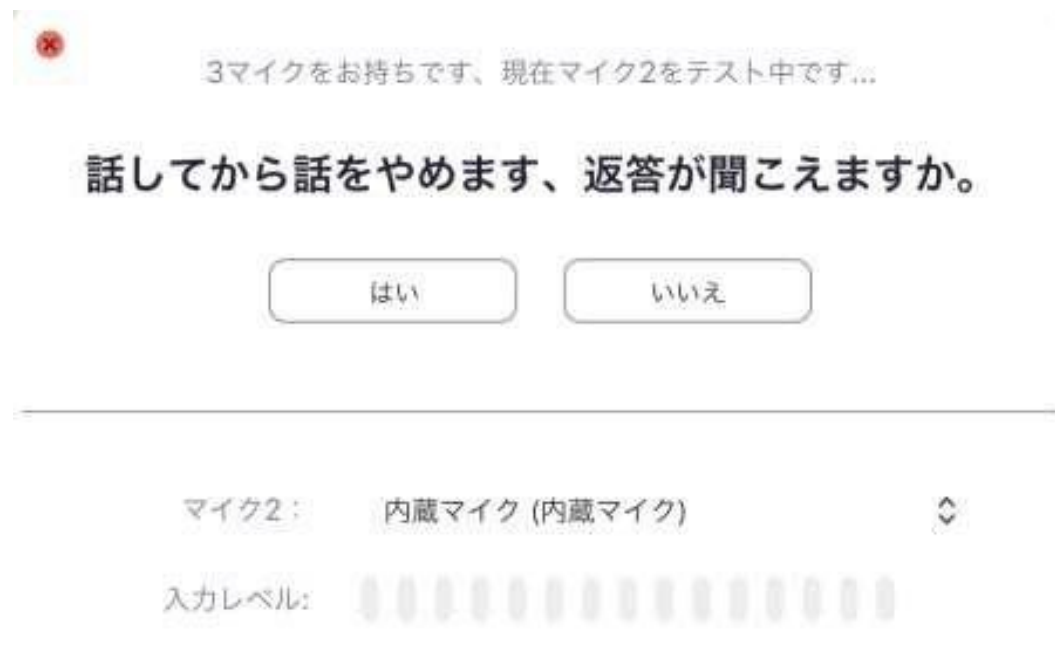 3マイクをお持ちです、現在マイク2をテスト中です...
話してから話をやめます、返答が聞こえますか。
はい
いいえ
マイク2：
内蔵マイク (内蔵マイク)
入力レベル: